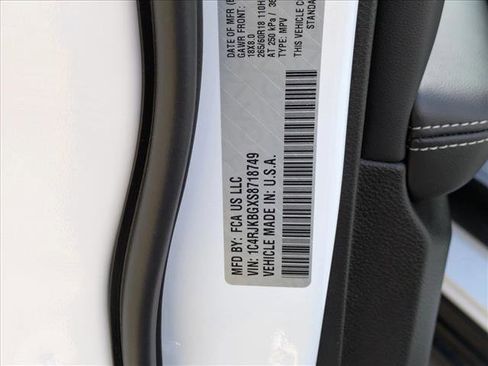 DATE OF MFR
GAWR FRONT:
18X8.0
265/60R18 110H
AT 250 kPa /
TYPE: MPV
THIS VEHICLE
STANDA
MFD BY: FCA US LLC
VIN: 1C4RJKBGXS8718749
VEHICLE MADE IN: U.S.A.